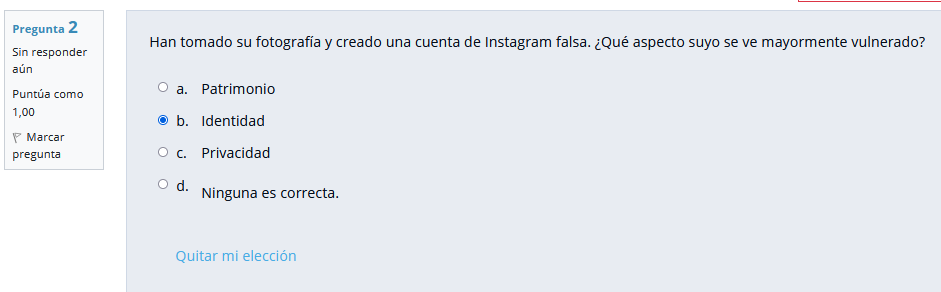 Pregunta 2
Sin responder
aún
Puntúa como
1,00
Marcar
pregunta
Han tomado su fotografía y creado una cuenta de Instagram falsa. ¿Qué aspecto suyo se ve mayormente vulnerado?
a. Patrimonio
b. Identidad
c. Privacidad
d. Ninguna es correcta.
Quitar mi elección